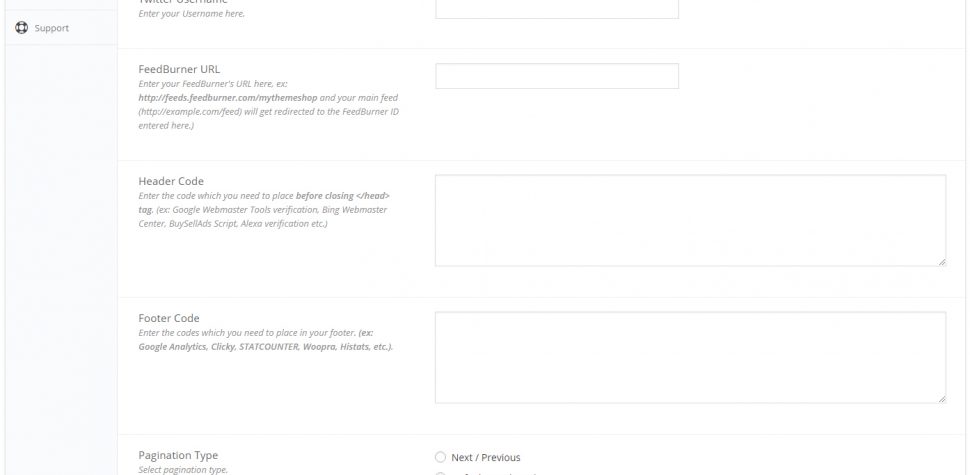 Twitter Username
Enter your Username here.
Support
FeedBurner URL
Enter your FeedBurner's URL here, ex:
http://feeds.feedburner.com/mythemeshop and your main feed
(http://example.com/feed) will get redirected to the FeedBurner ID
entered here.)
Header Code
Enter the code which you need to place before closing </head>
tag. (ex: Google Webmaster Tools verification, Bing Webmaster
Center, BuySellAds Script, Alexa verification etc.)
Footer Code
Enter the codes which you need to place in your footer. (ex:
Google Analytics, Clicky, STATCOUNTER, Woopra, Histats, etc.).
Pagination Type
Select pagination type.
Next / Previous